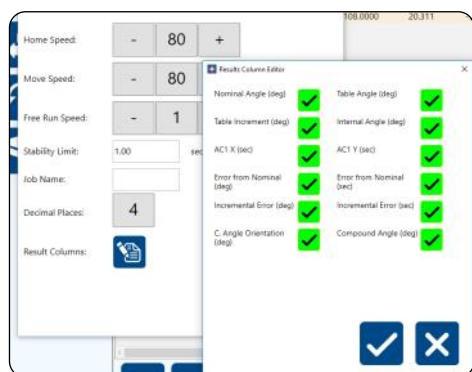 108.0000 20.311
Home Speed: - 80 +
Move Speed: - 80
Free Run Speed: - 1
Stability Limit: 1.00 sec
Job Name:
Decimal Places: 4
Result Columns:
Results Column Editor
Nominal Angle (deg) Table Angle (deg)
Table Increment (deg) Internal Angle (deg)
AC1 X (sec) AC1 Y (sec)
Error from Nominal Error from Nominal
(deg) (sec)
Incremental Error (deg) Incremental Error (sec)
C. Angle Orientation Compound Angle (deg)
(deg)